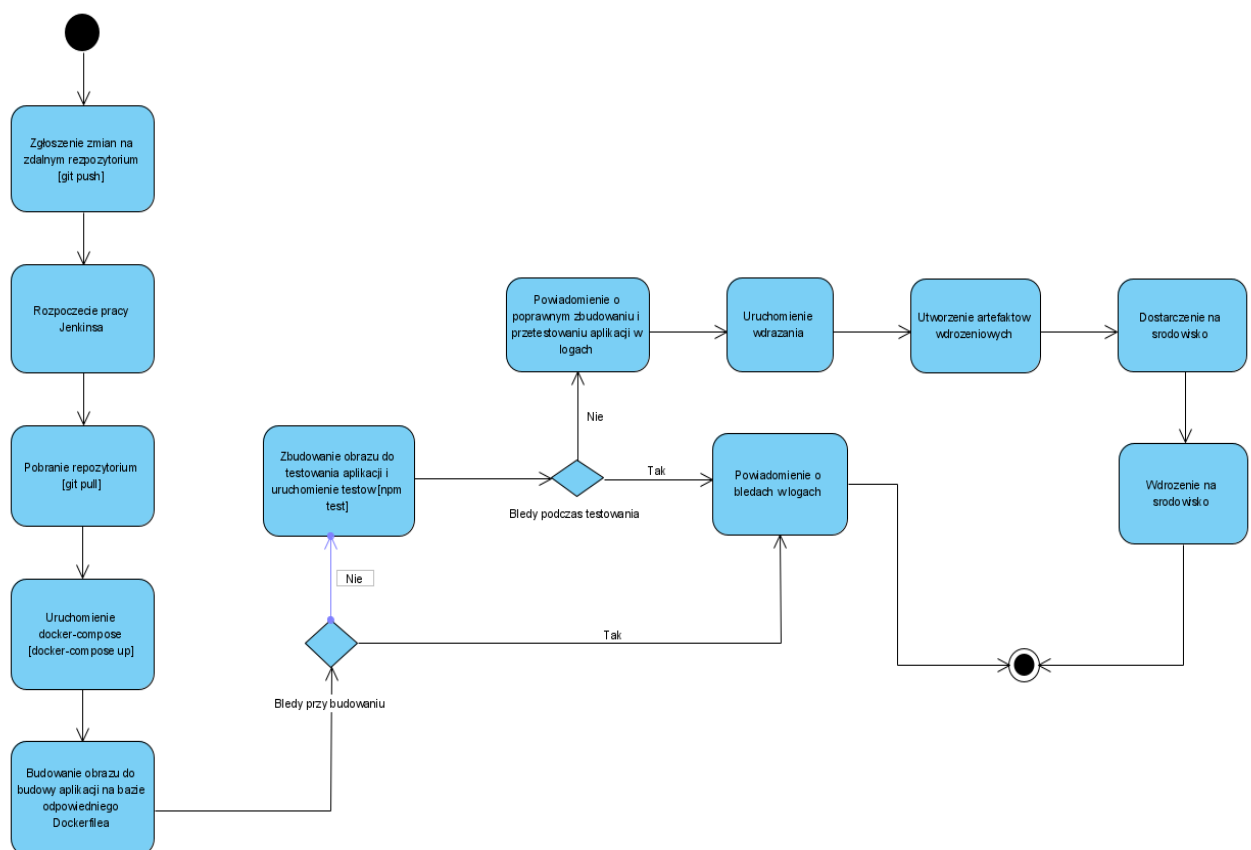 Zgłoszenie zmian na
zdalnym rezpozytorium
[git push]
Rozpoczecie pracy
Jenkinsa
Pobranie repozytorium
[git pull]
Uruchomienie
docker-compose
[docker-compose up]
Budowanie obrazu do
budowy aplikacji na bazie
odpowiedniego
Dockerfilea
Bledy przy budowaniu
Nie
Tak
Zbudowanie obrazu do
testowania aplikacji i
uruchomienie testow[npm
test]
Bledy podczas testowania
Nie
Tak
Powiadomienie o
poprawnym zbudowaniu i
przetestowaniu aplikacji w
logach
Powiadomienie o
bledach w logach
Uruchomienie
wdrazania
Utworzenie artefaktow
wdrozeniowych
Dostarczenie na
srodowisko
Wdrozenie na
srodowisko